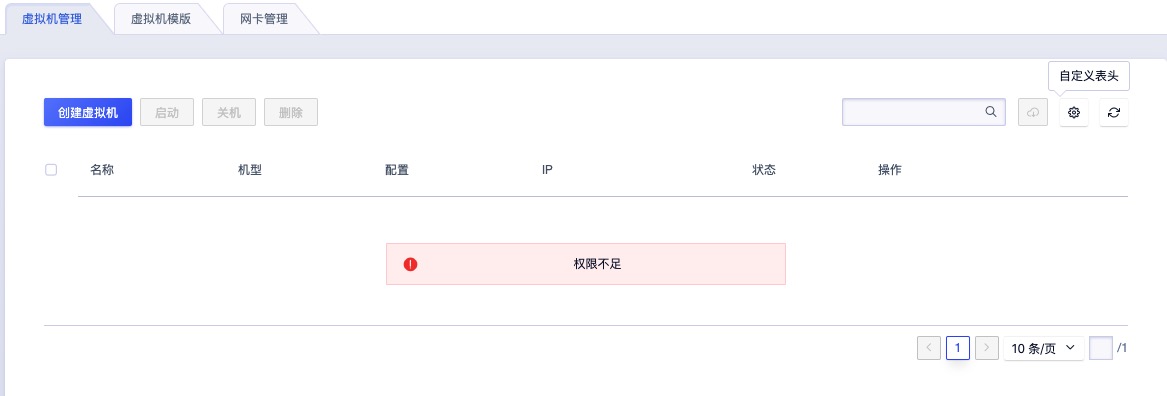 虚拟机管理 虚拟机模版 网卡管理
自定义表头
创建虚拟机 启动 关机 删除
名称 机型 配置 IP 状态 操作
权限不足
1 10 条/页 /1